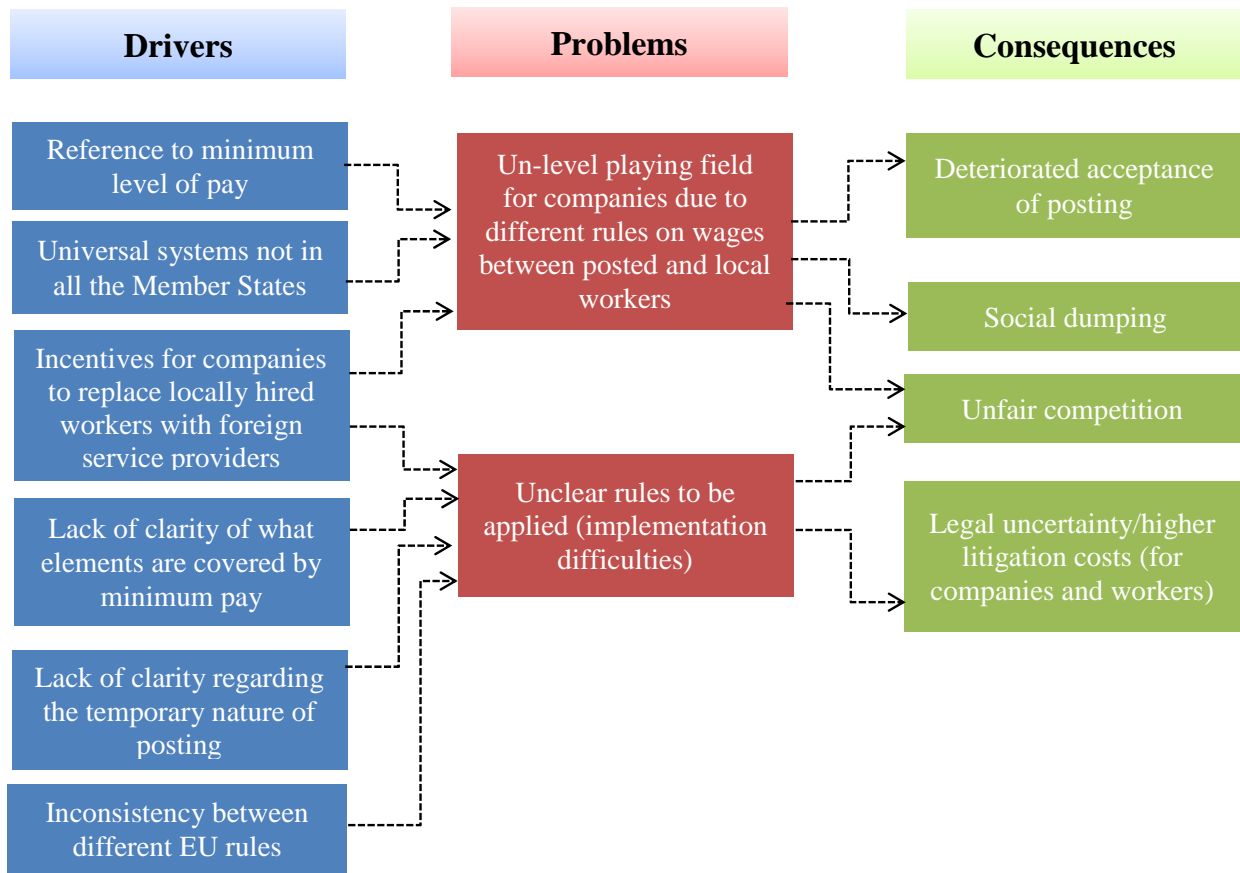 Drivers
Problems
Consequences
Reference to minimum
level of pay
Universal systems not in
all the Member States
Incentives for companies
to replace locally hired
workers with foreign
service providers
Lack of clarity of what
elements are covered by
minimum pay
Lack of clarity regarding
the temporary nature of
posting
Inconsistency between
different EU rules
Un-level playing field
for companies due to
different rules on wages
between posted and local
workers
Unclear rules to be
applied (implementation
difficulties)
Deteriorated acceptance
of posting
Social dumping
Unfair competition
Legal uncertainty/higher
litigation costs (for
companies and workers)